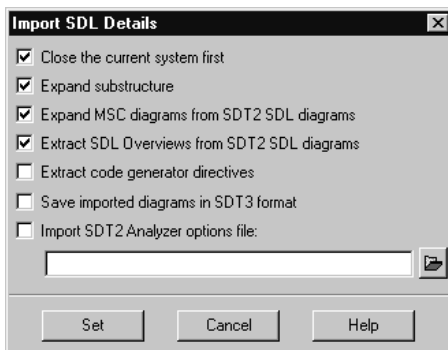 Import SDL Details
Close the current system first
Expand substructure
Expand MSC diagrams from SDT2 SDL diagrams
Extract SDL Overviews from SDT2 SDL diagrams
Extract code generator directives
Save imported diagrams in SDT3 format
Import SDT2 Analyzer options file:
Set Cancel Help